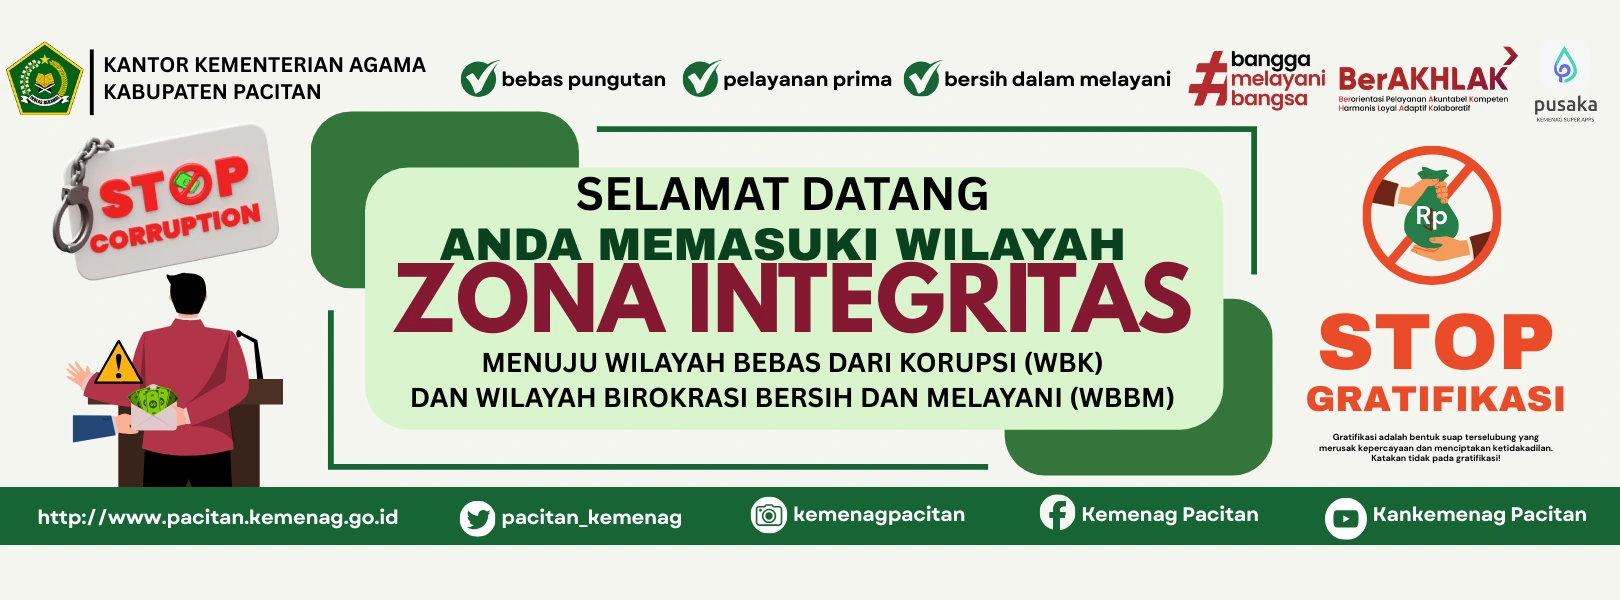 KANTOR KEMENTERIAN AGAMA
KABUPATEN PACITAN
bebas pungutan
pelayanan prima
bersih dalam melayani
#bangga
melayani
bangsa
BerAKHLAK
Berorientasi Pelayanan Akuntabel Kompeten
Harmonis Loyal Adaptif Kolaboratif
pusaka
KEMENAG SUPER APPS
STOP
CORRUPTION
SELAMAT DATANG
ANDA MEMASUKI WILAYAH
ZONA INTEGRITAS
MENUJU WILAYAH BEBAS DARI KORUPSI (WBK)
DAN WILAYAH BIROKRASI BERSIH DAN MELAYANI (WBBM)
Rp
STOP
GRATIFIKASI
Gratifikasi adalah bentuk suap terselubung yang
merusak kepercayaan dan menciptakan ketidakadilan.
Katakan tidak pada gratifikasi!
http://www.pacitan.kemenag.go.id
pacitan_kemenag
kemenagpacitan
Kemenag Pacitan
Kankemenag Pacitan